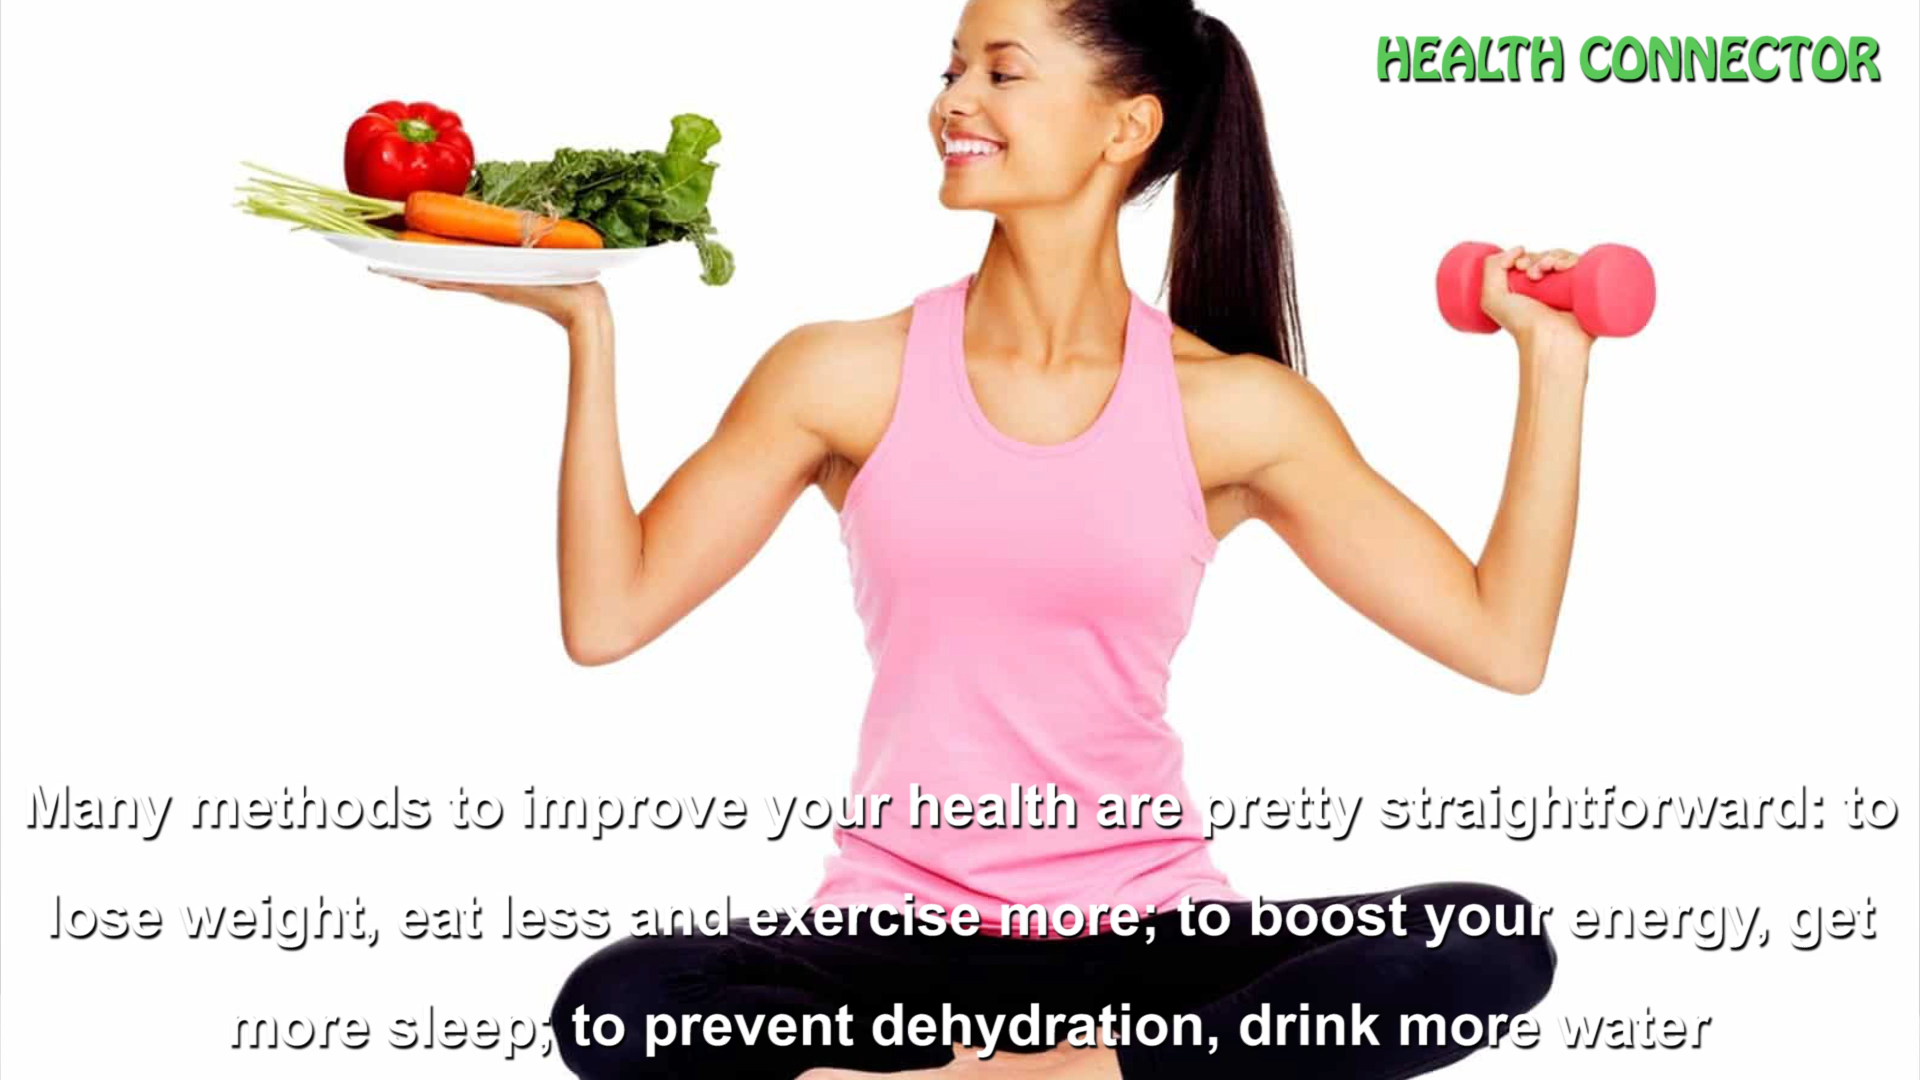 HEALTH CONNECTOR
Many methods to improve your health are pretty straightforward: to
lose weight, eat less and exercise more; to boost your energy, get
more sleep; to prevent dehydration, drink more water